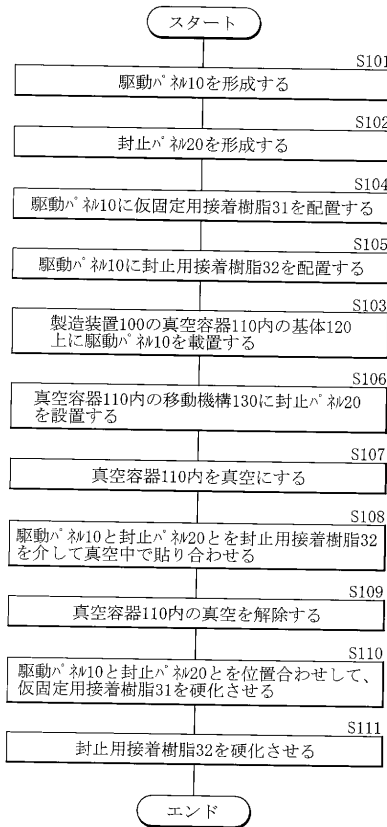 スタート
S101
駆動パネル10を形成する
S102
封止パネル20を形成する
S104
駆動パネル10に仮固定用接着樹脂31を配置する
S105
駆動パネル10に封止用接着樹脂32を配置する
S103
製造装置100の真空容器110内の基体120
上に駆動パネル10を載置する
S106
真空容器110内の移動機構130に封止パネル20
を設置する
S107
真空容器110内を真空にする
S108
駆動パネル10と封止パネル20とを封止用接着樹脂32
を介して真空中で貼り合わせる
S109
真空容器110内の真空を解除する
S110
駆動パネル10と封止パネル20とを位置合わせして、
仮固定用接着樹脂31を硬化させる
S111
封止用接着樹脂32を硬化させる
エンド